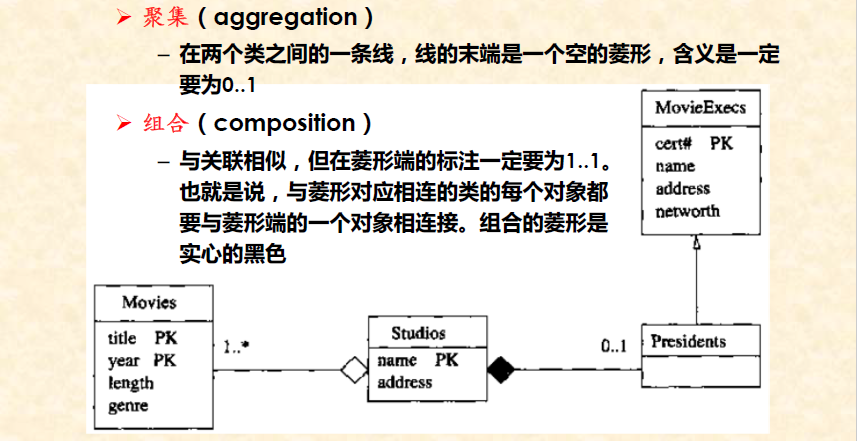 聚集（aggregation）
– 在两个类之间的一条线，线的末端是一个空的菱形，含义是一定
要为0..1
组合（composition）
– 与关联相似，但在菱形端的标注一定要为1..1。
也就是说，与菱形对应相连的类的每个对象都
要与菱形端的一个对象相连接。组合的菱形是
实心的黑色
MovieExecs
cert# PK
name
address
networth
Movies
title PK
year PK
length
genre
1..*
Studios
name PK
address
0..1
Presidents